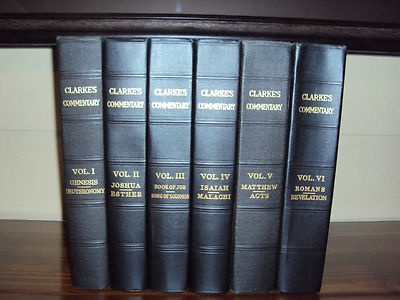 CLARKE'S
COMMENTARY
VOL. I
GENESIS
DEUTERONOMY
CLARKE'S
COMMENTARY
VOL. II
JOSHUA
ESTHER
CLARKE'S
COMMENTARY
VOL. III
BOOK OF JOB
SONG OF SOLOMON
CLARKE'S
COMMENTARY
VOL. IV
ISAIAH
MALACHI
CLARKE'S
COMMENTARY
VOL. V
MATTHEW
ACTS
CLARKE'S
COMMENTARY
VOL. VI
ROMANS
REVELATION